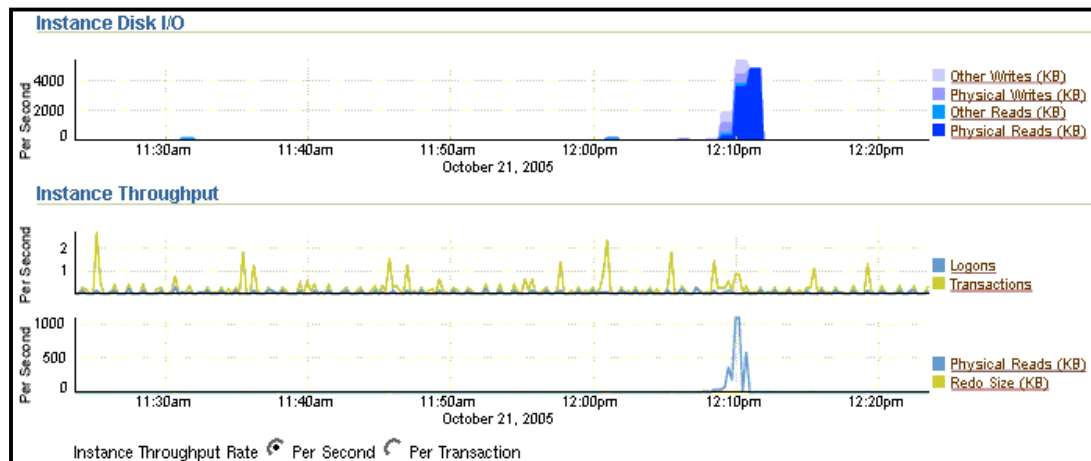 Instance Disk I/O
Per Second
4000
2000
0
11:30am 11:40am 11:50am 12:00pm 12:10pm 12:20pm
October 21, 2005
Other Writes (KB)
Physical Writes (KB)
Other Reads (KB)
Physical Reads (KB)
Instance Throughput
Per Second
2
1
Logons
Transactions
Per Second
1000
500
0
11:30am 11:40am 11:50am 12:00pm 12:10pm 12:20pm
October 21, 2005
Physical Reads (KB)
Redo Size (KB)
Instance Throughput Rate Per Second Per Transaction